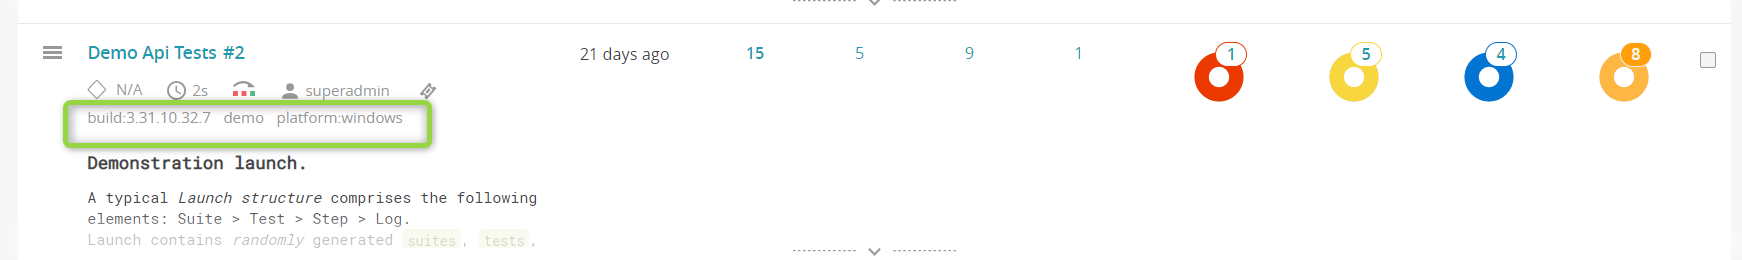 Demo Api Tests #2 21 days ago 15 5 9 1 1 5 4 8
N/A 2s superadmin
build:3.31.10.32.7 demo platform:windows
Demonstration launch.
A typical Launch structure comprises the following
elements: Suite > Test > Step > Log.
Launch contains randomly generated suites, tests,